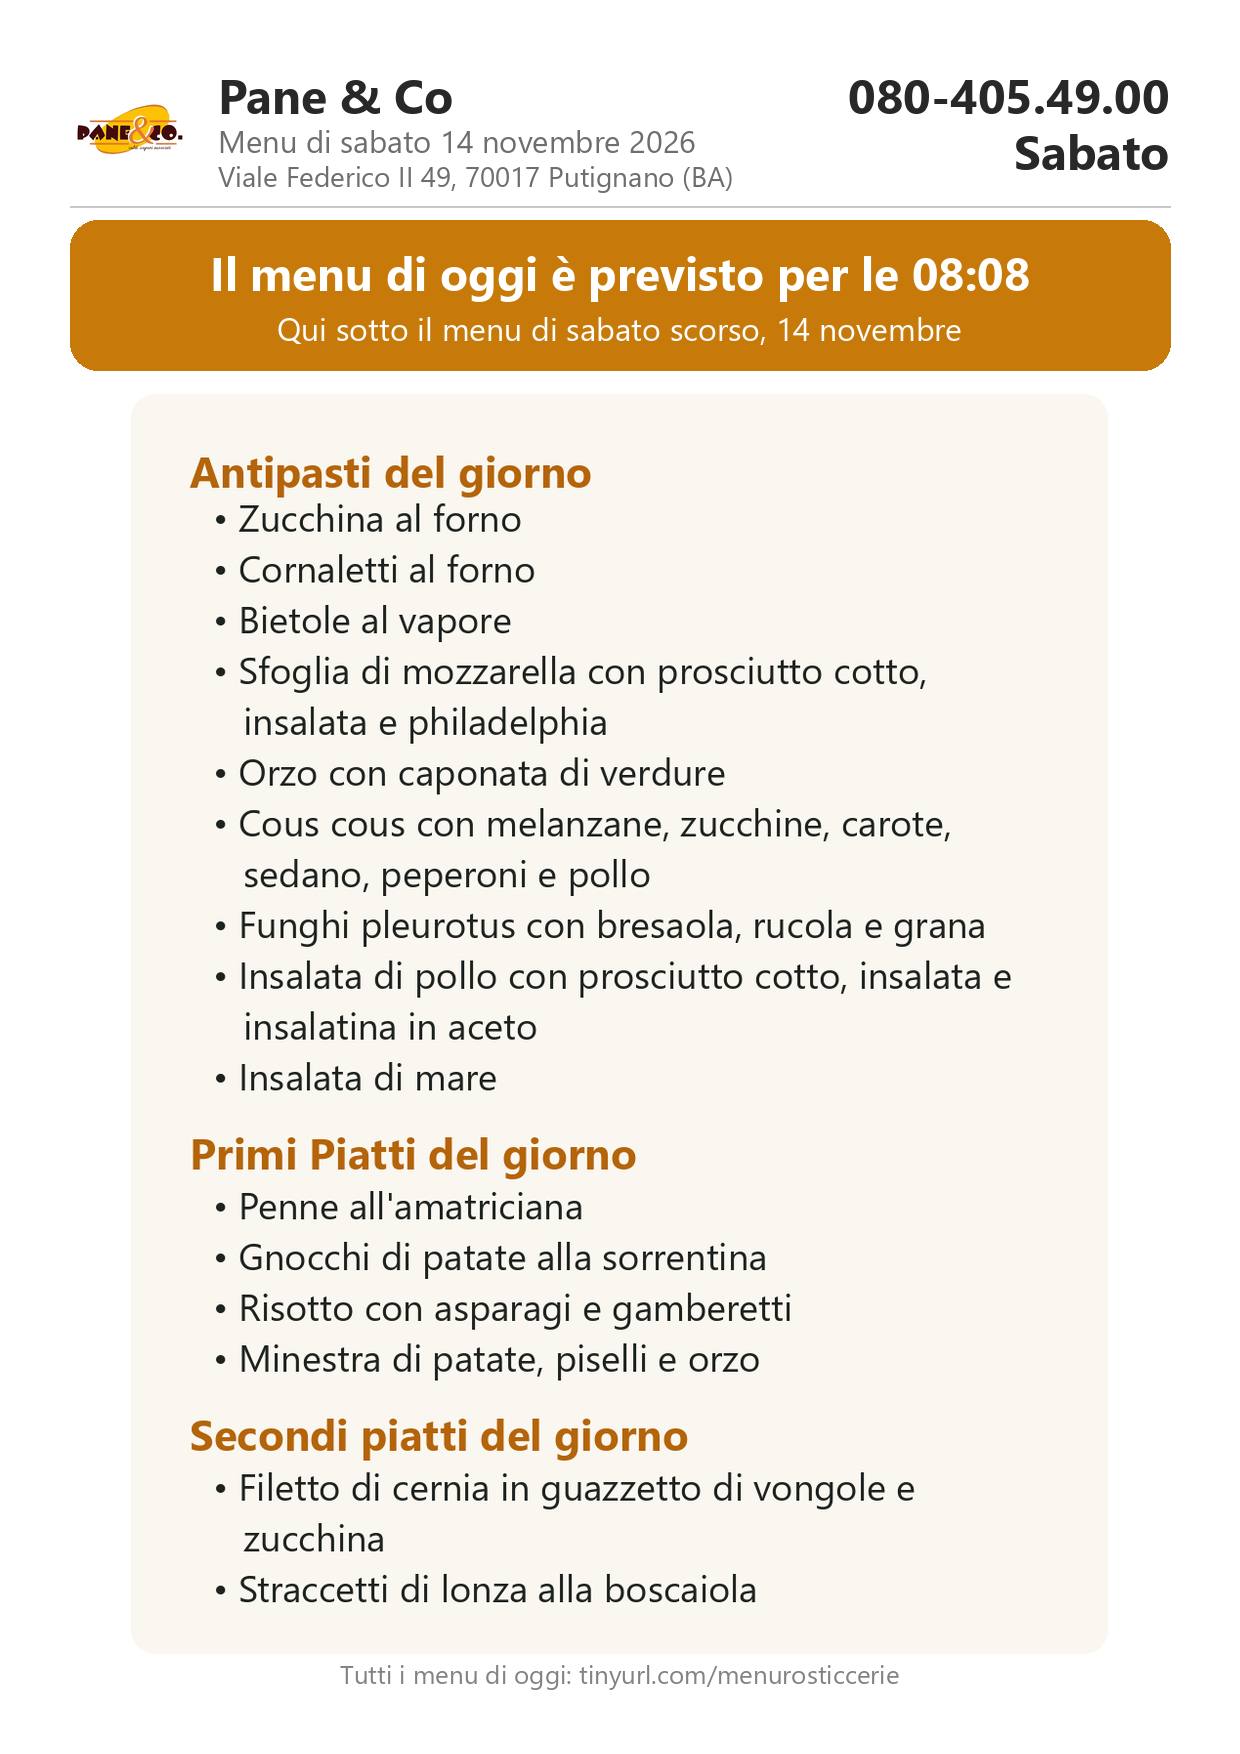 PANE&CO.
Pane & Co
Menu di sabato 14 novembre 2026
Viale Federico II 49, 70017 Putignano (BA)
080-405.49.00
Sabato
Il menu di oggi è previsto per le 08:08
Qui sotto il menu di sabato scorso, 14 novembre
Antipasti del giorno
• Zucchina al forno
• Cornaletti al forno
• Bietole al vapore
• Sfoglia di mozzarella con prosciutto cotto,
insalata e philadelphia
• Orzo con caponata di verdure
• Cous cous con melanzane, zucchine, carote,
sedano, peperoni e pollo
• Funghi pleurotus con bresaola, rucola e grana
• Insalata di pollo con prosciutto cotto, insalata e
insalatina in aceto
• Insalata di mare
Primi Piatti del giorno
• Penne all'amatriciana
• Gnocchi di patate alla sorrentina
• Risotto con asparagi e gamberetti
• Minestra di patate, piselli e orzo
Secondi piatti del giorno
• Filetto di cernia in guazzetto di vongole e
zucchina
• Straccetti di lonza alla boscaiola
Tutti i menu di oggi: tinyurl.com/menurosticcerie